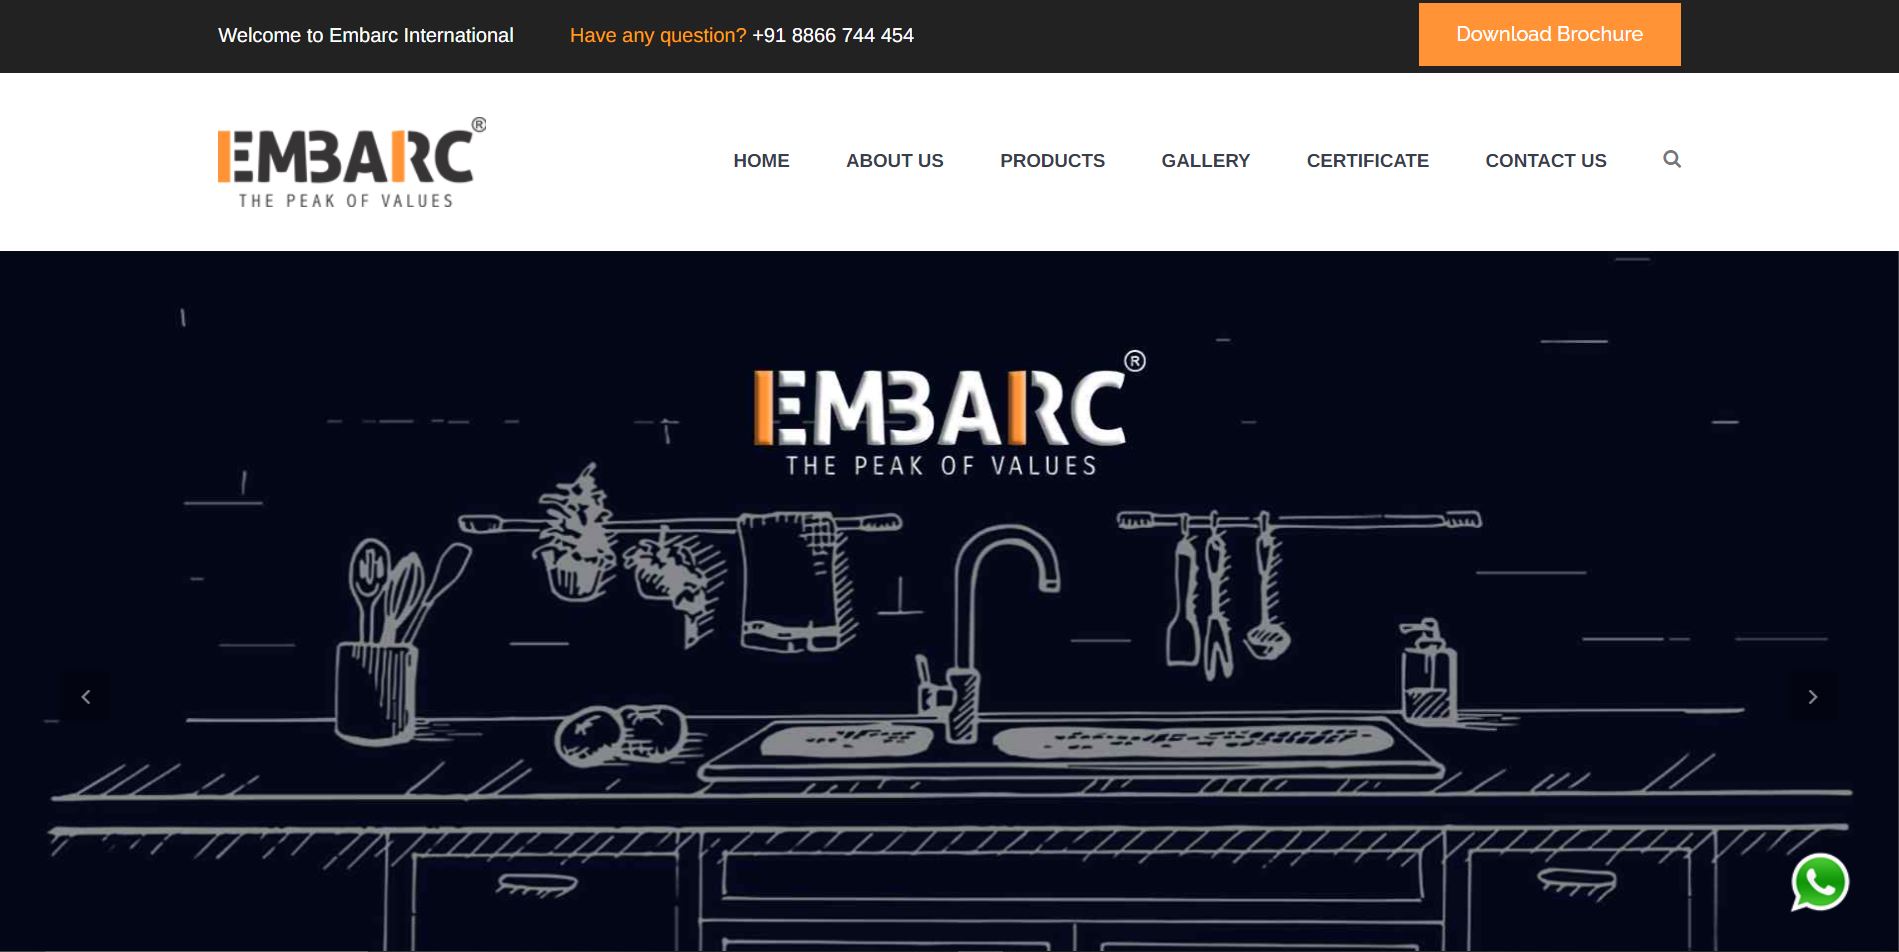 Welcome to Embarc International
Have any question? +91 8866 744 454
Download Brochure
EMBARC®
THE PEAK OF VALUES
HOME
ABOUT US
PRODUCTS
GALLERY
CERTIFICATE
CONTACT US
EMBARC®
THE PEAK OF VALUES